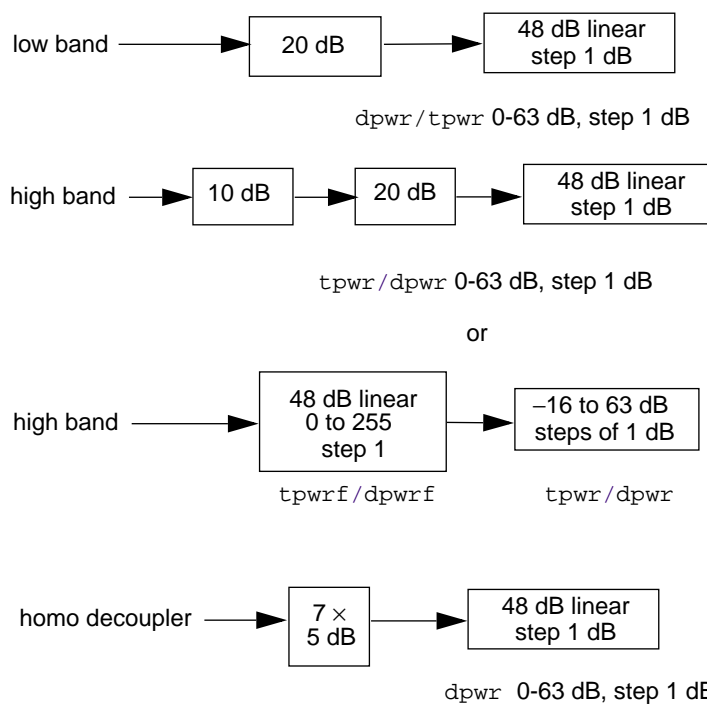 low band
20 dB
48 dB linear
step 1 dB
dpwr/tpwr 0-63 dB, step 1 dB
high band
10 dB
20 dB
48 dB linear
step 1 dB
tpwr/dpwr 0-63 dB, step 1 dB
or
high band
48 dB linear
0 to 255
step 1
−16 to 63 dB
steps of 1 dB
tpwrf/dpwrf
tpwr/dpwr
homo decoupler
7 ×
5 dB
48 dB linear
step 1 dB
dpwr 0-63 dB, step 1 dB